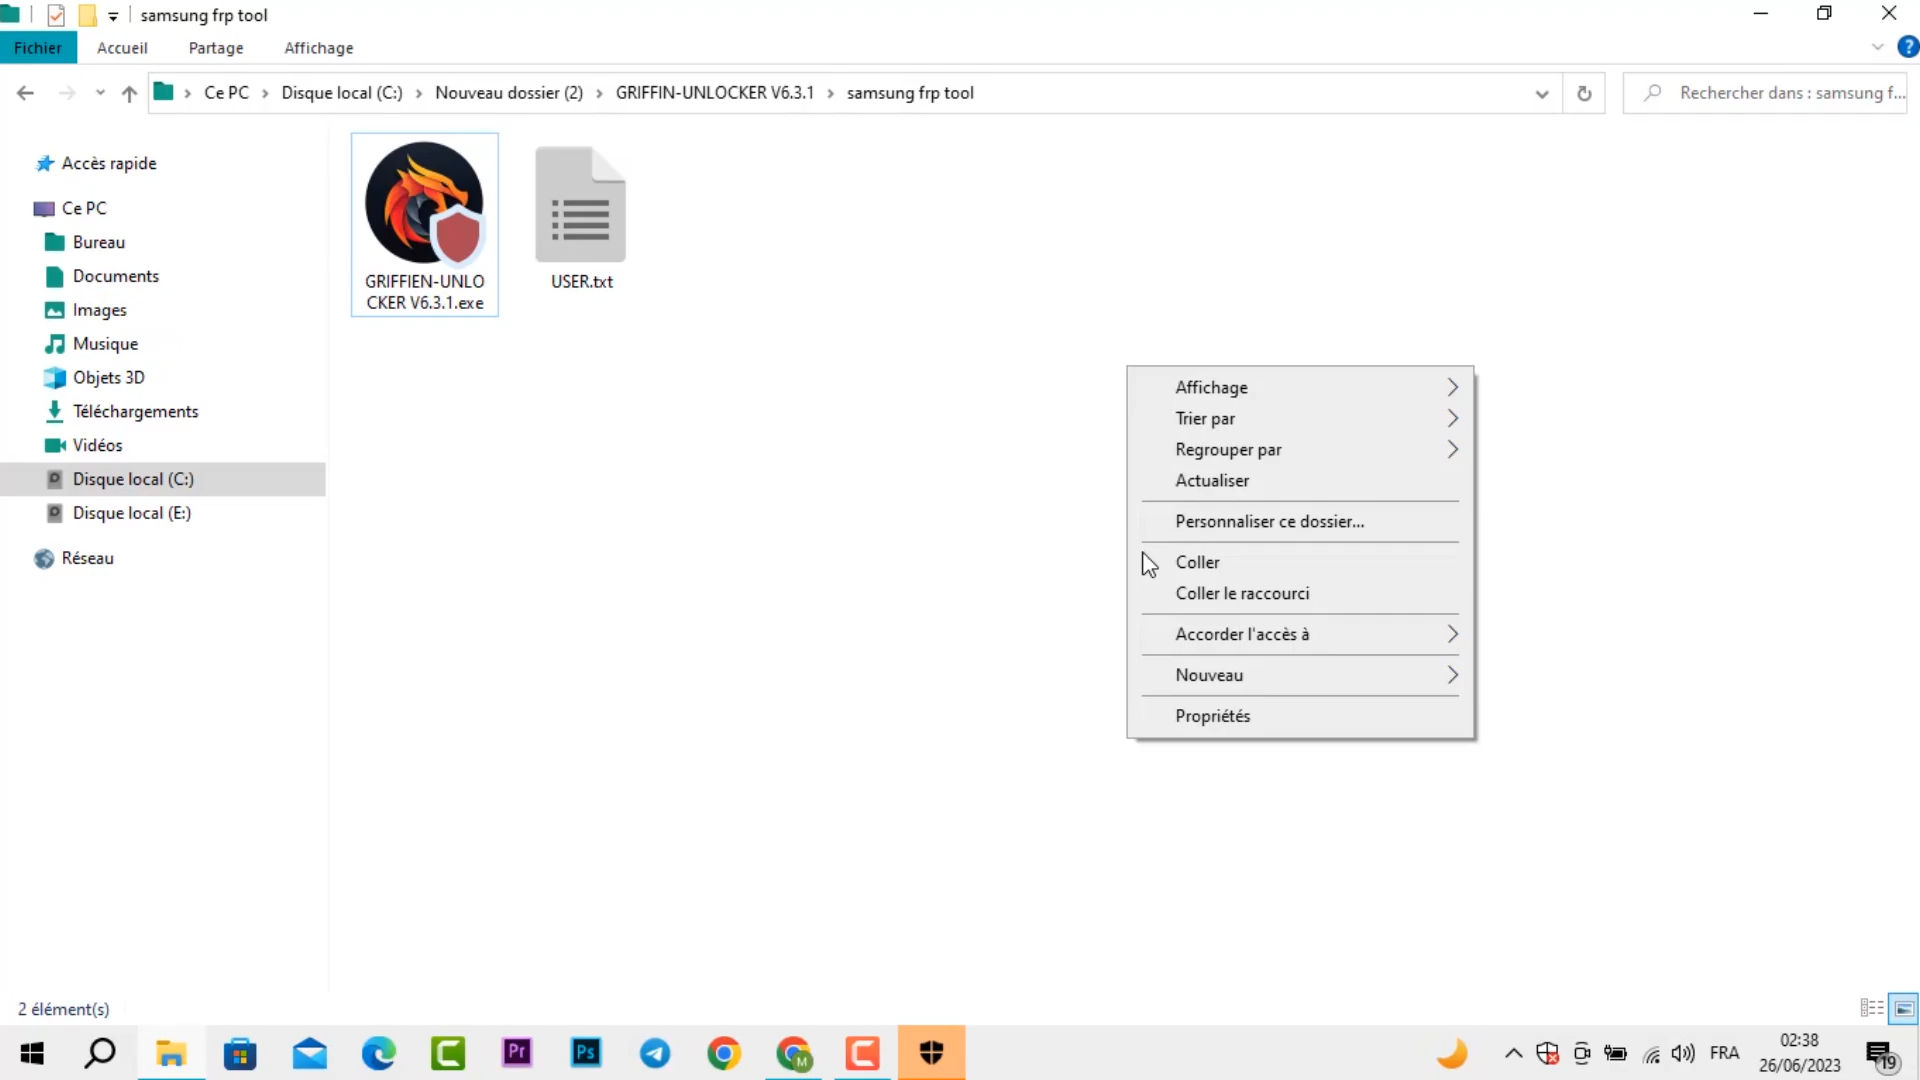 samsung frp tool
Fichier Accueil Partage Affichage
Ce PC Disque local (C:) Nouveau dossier (2) GRIFFIN-UNLOCKER V6.3.1 samsung frp tool
Rechercher dans : samsung f...
Accès rapide
Ce PC
Bureau
Documents
Images
Musique
Objets 3D
Téléchargements
Vidéos
Disque local (C:)
Disque local (E:)
Réseau
GRIFFIEN-UNLO
CKER V6.3.1.exe
USER.txt
Affichage
Trier par
Regrouper par
Actualiser
Personnaliser ce dossier...
Coller
Coller le raccourci
Accorder l'accès à
Nouveau
Propriétés
2 élément(s)
Pr
Ps
M
FRA
02:38
26/06/2023
19